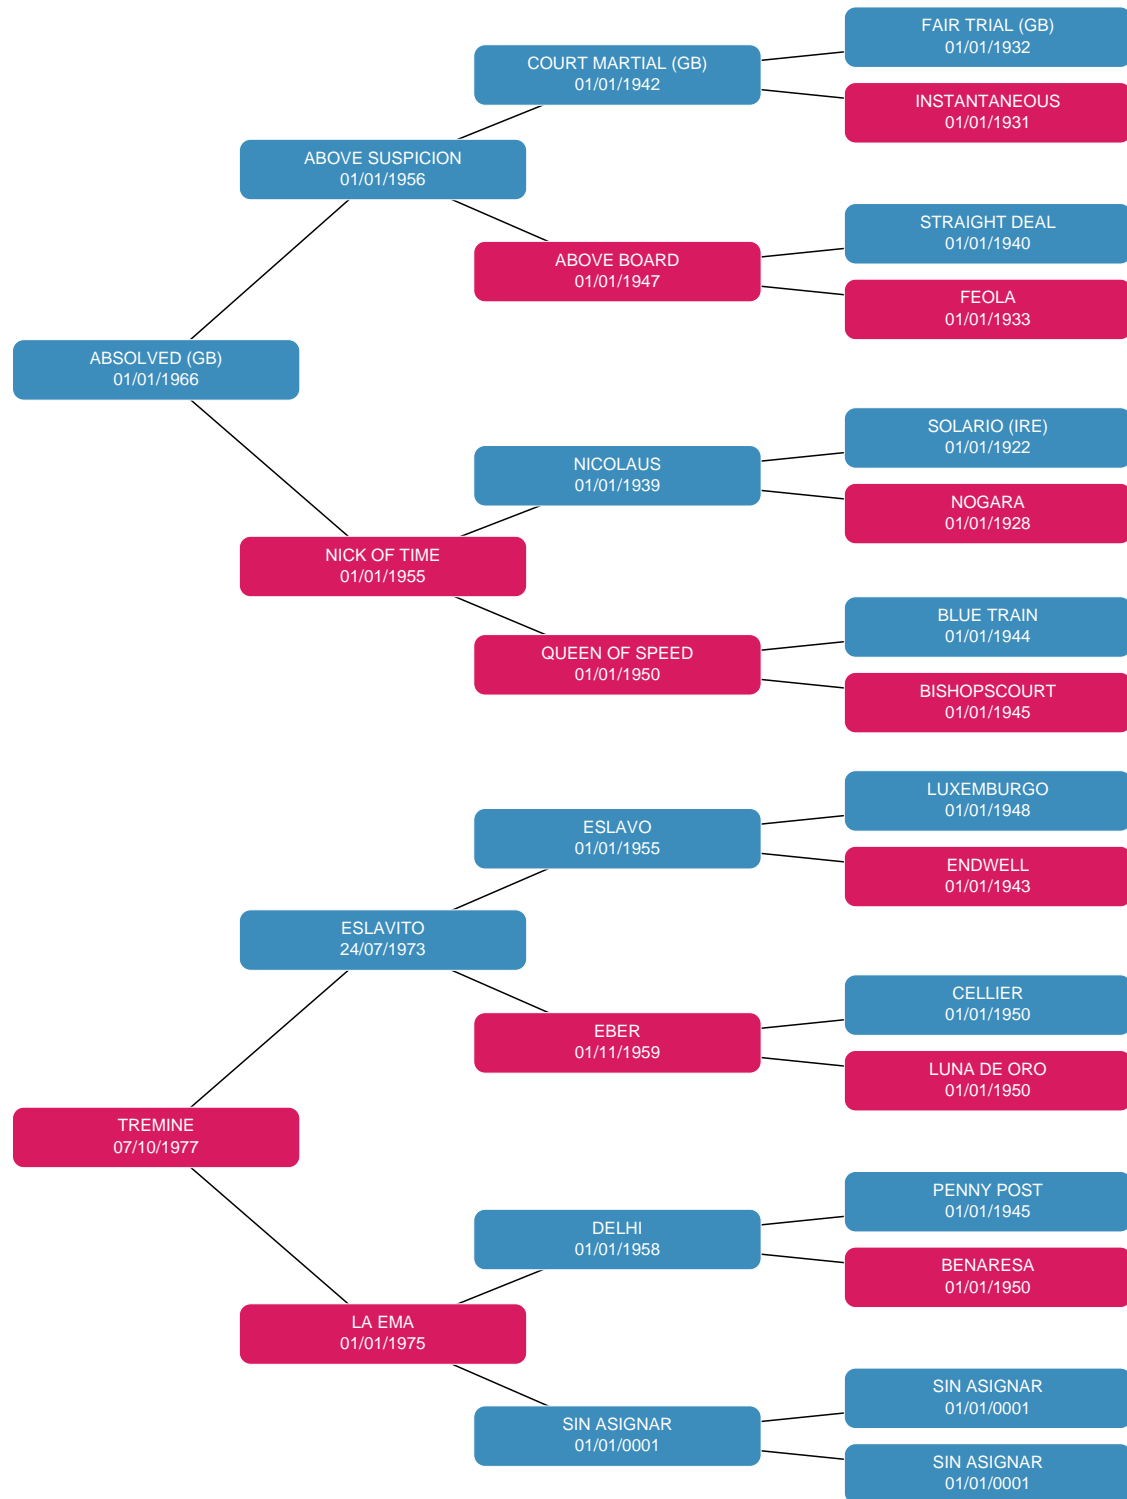 FAIR TRIAL (GB)
01/01/1932
COURT MARTIAL (GB)
01/01/1942
INSTANTANEOUS
01/01/1931
ABOVE SUSPICION
01/01/1956
STRAIGHT DEAL
01/01/1940
ABOVE BOARD
01/01/1947
FEOLA
01/01/1933
ABSOLVED (GB)
01/01/1966
SOLARIO (IRE)
01/01/1922
NICOLAUS
01/01/1939
NOGARA
01/01/1928
NICK OF TIME
01/01/1955
BLUE TRAIN
01/01/1944
QUEEN OF SPEED
01/01/1950
BISHOPSCOURT
01/01/1945
LUXEMBURGO
01/01/1948
ESLAVO
01/01/1955
ENDWELL
01/01/1943
ESLAVITO
24/07/1973
CELLIER
01/01/1950
EBER
01/11/1959
LUNA DE ORO
01/01/1950
TREMINE
07/10/1977
PENNY POST
01/01/1945
DELHI
01/01/1958
BENARESA
01/01/1950
LA EMA
01/01/1975
SIN ASIGNAR
01/01/0001
SIN ASIGNAR
01/01/0001
SIN ASIGNAR
01/01/0001